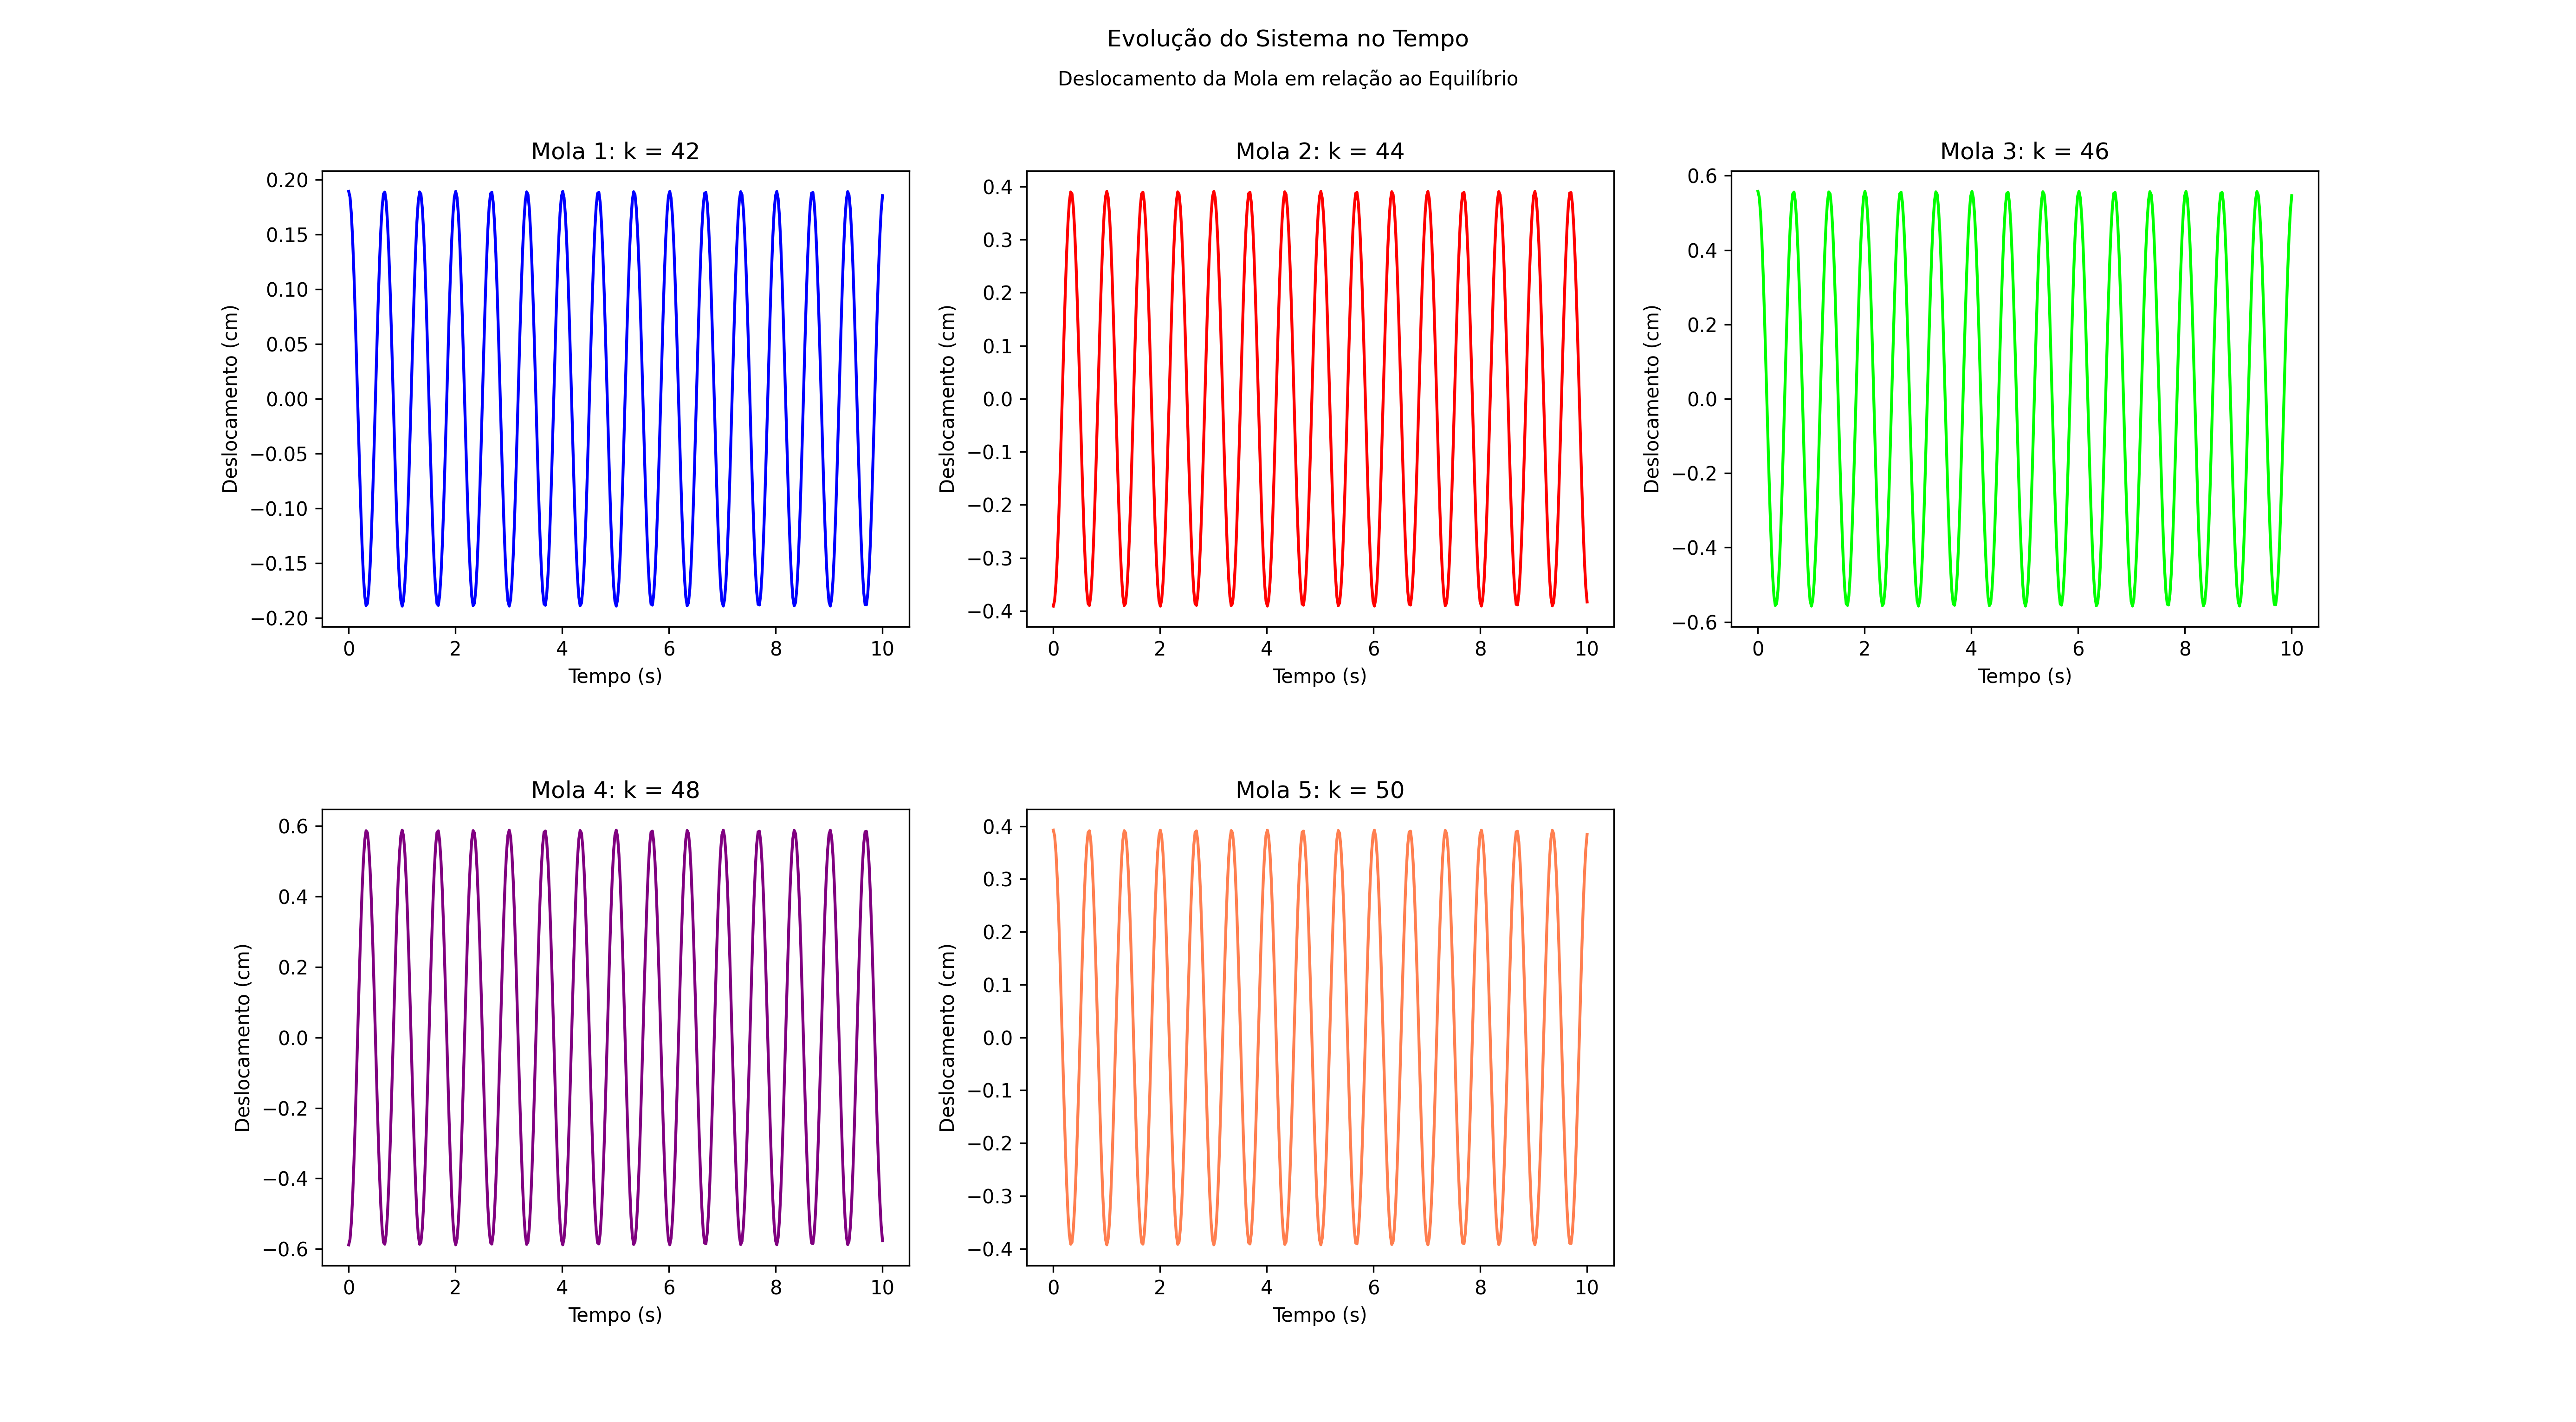 Evolução do Sistema no Tempo
Deslocamento da Mola em relação ao Equilíbrio
Mola 1: k = 42
0.20
0.15
0.10
0.05
0.00
−0.05
−0.10
−0.15
−0.20
Deslocamento (cm)
0 2 4 6 8 10
Tempo (s)
Mola 2: k = 44
0.4
0.3
0.2
0.1
0.0
−0.1
−0.2
−0.3
−0.4
Deslocamento (cm)
0 2 4 6 8 10
Tempo (s)
Mola 3: k = 46
0.6
0.4
0.2
0.0
−0.2
−0.4
−0.6
Deslocamento (cm)
0 2 4 6 8 10
Tempo (s)
Mola 4: k = 48
0.6
0.4
0.2
0.0
−0.2
−0.4
−0.6
Deslocamento (cm)
0 2 4 6 8 10
Tempo (s)
Mola 5: k = 50
0.4
0.3
0.2
0.1
0.0
−0.1
−0.2
−0.3
−0.4
Deslocamento (cm)
0 2 4 6 8 10
Tempo (s)